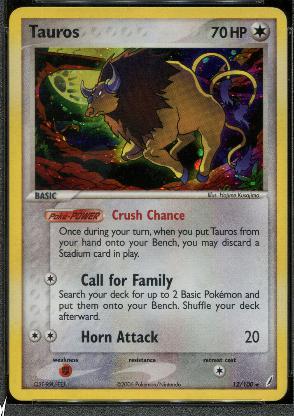 Tauros 70 HP
BASIC Illus. Hajime Kusajima
Poké-POWER Crush Chance
Once during your turn, when you put Tauros from
your hand onto your Bench, you may discard a
Stadium card in play.
Call for Family
Search your deck for up to 2 Basic Pokémon and
put them onto your Bench. Shuffle your deck
afterward.
Horn Attack 20
weakness resistance retreat cost
©2006 Pokémon/Nintendo 12/100